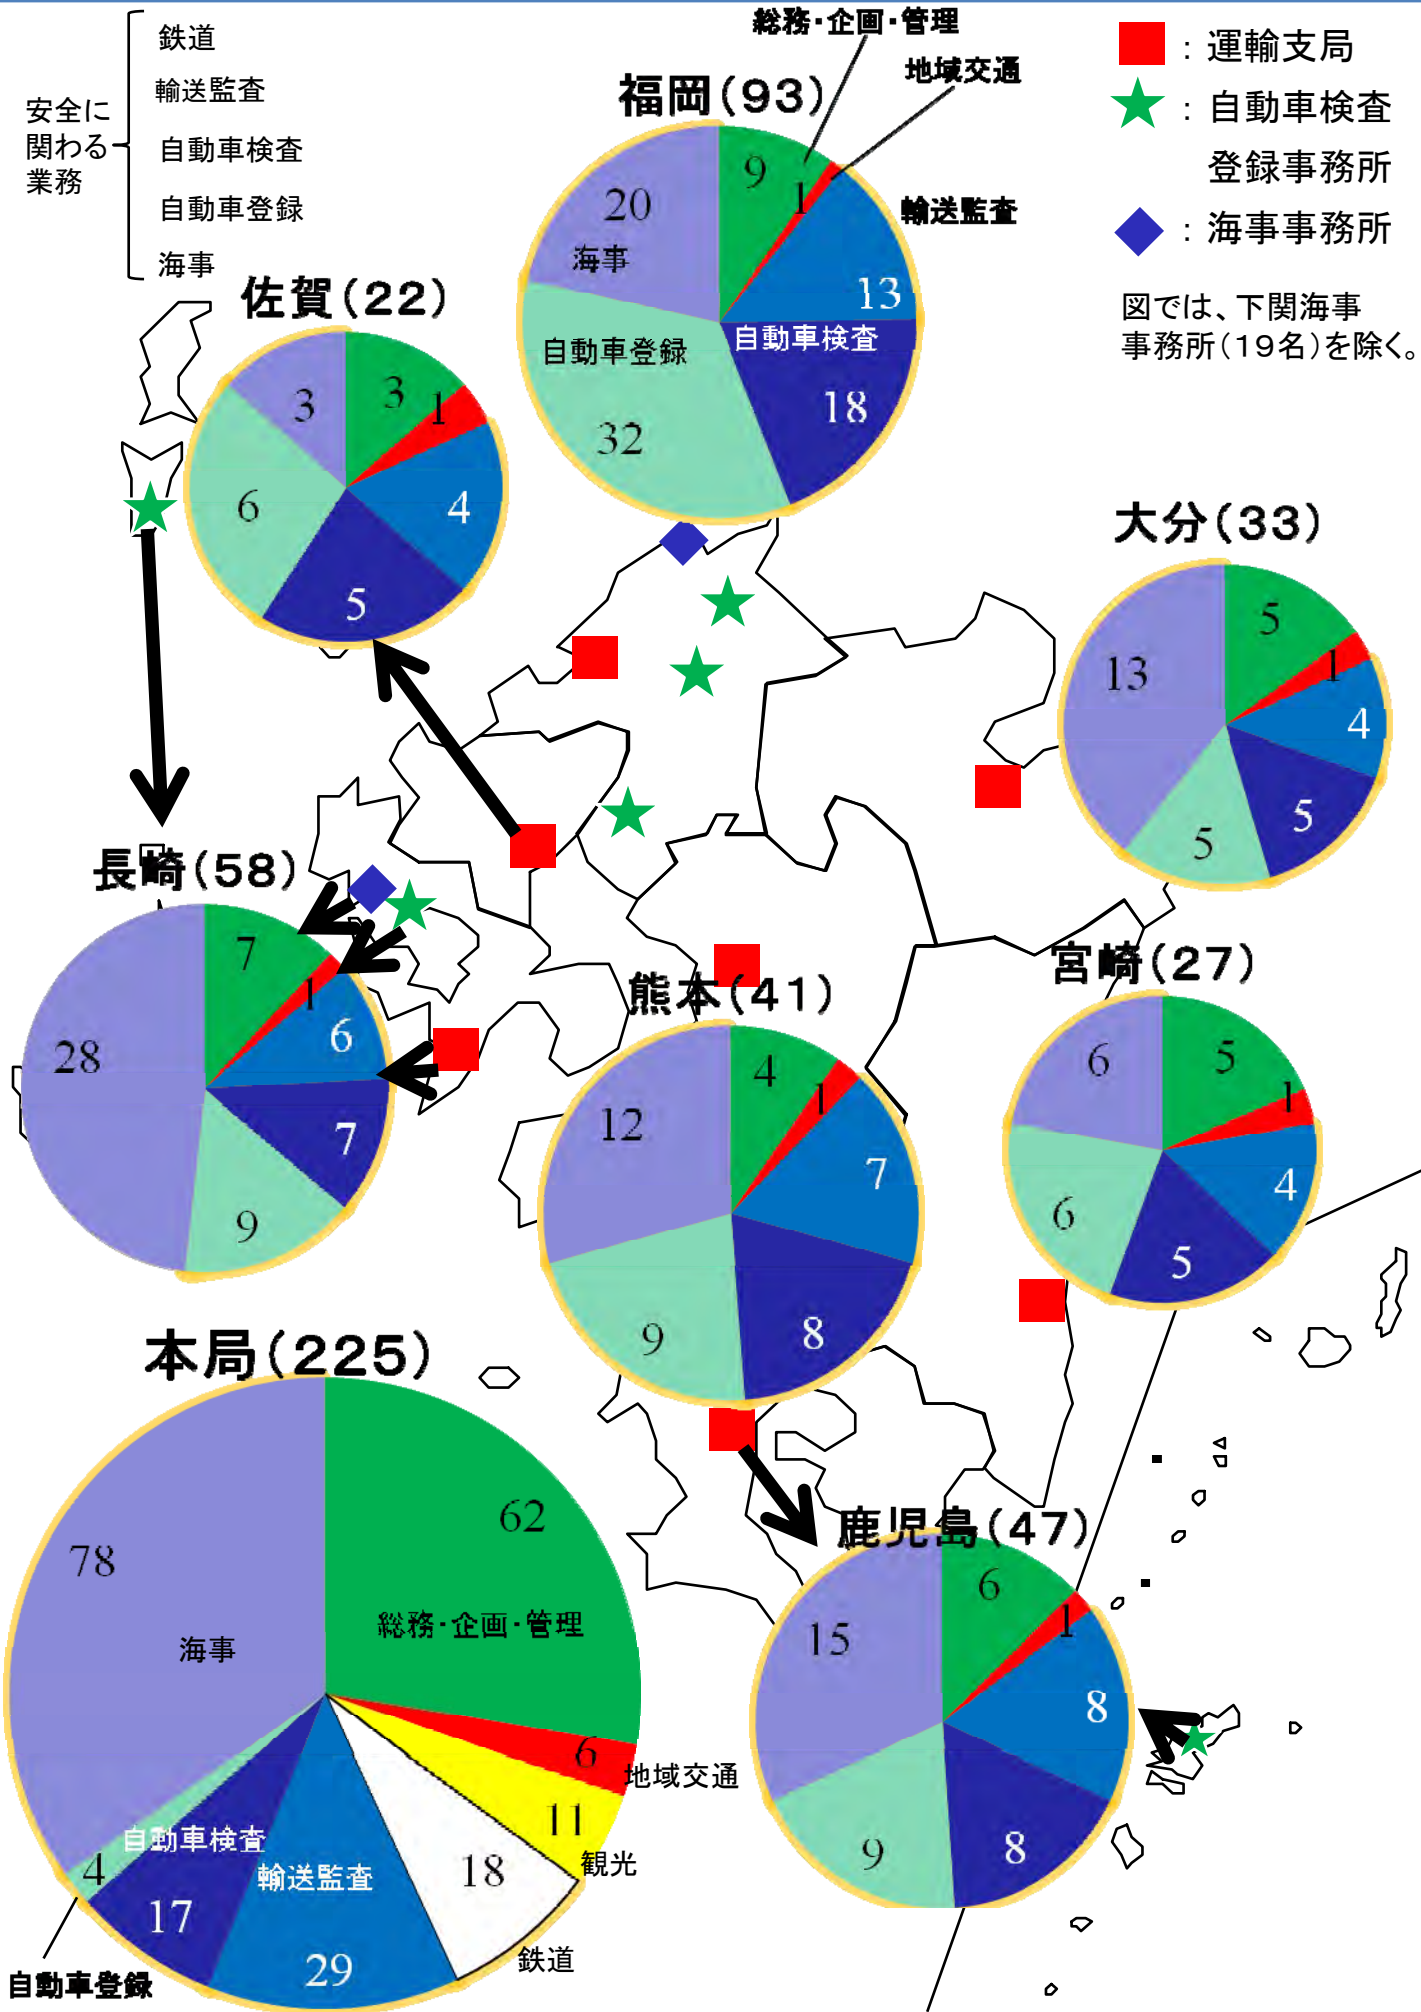 安全に
関わる
業務
鉄道
輸送監査
自動車検査
自動車登録
海事
：運輸支局
：自動車検査
登録事務所
：海事事務所
図では、下関海事
事務所(19名)を除く。
福岡(93)
総務・企画・管理
地域交通
輸送監査
9
1
13
自動車検査
18
自動車登録
32
20
海事
佐賀(22)
3
1
4
5
6
3
大分(33)
5
1
4
5
5
13
長崎(58)
7
1
6
7
9
28
熊本(41)
4
1
7
8
9
12
宮崎(27)
5
1
4
5
6
6
本局(225)
62
総務・企画・管理
6
地域交通
11
観光
18
鉄道
輸送監査
29
自動車検査
17
4
自動車登録
78
海事
鹿児島(47)
6
1
8
8
9
15